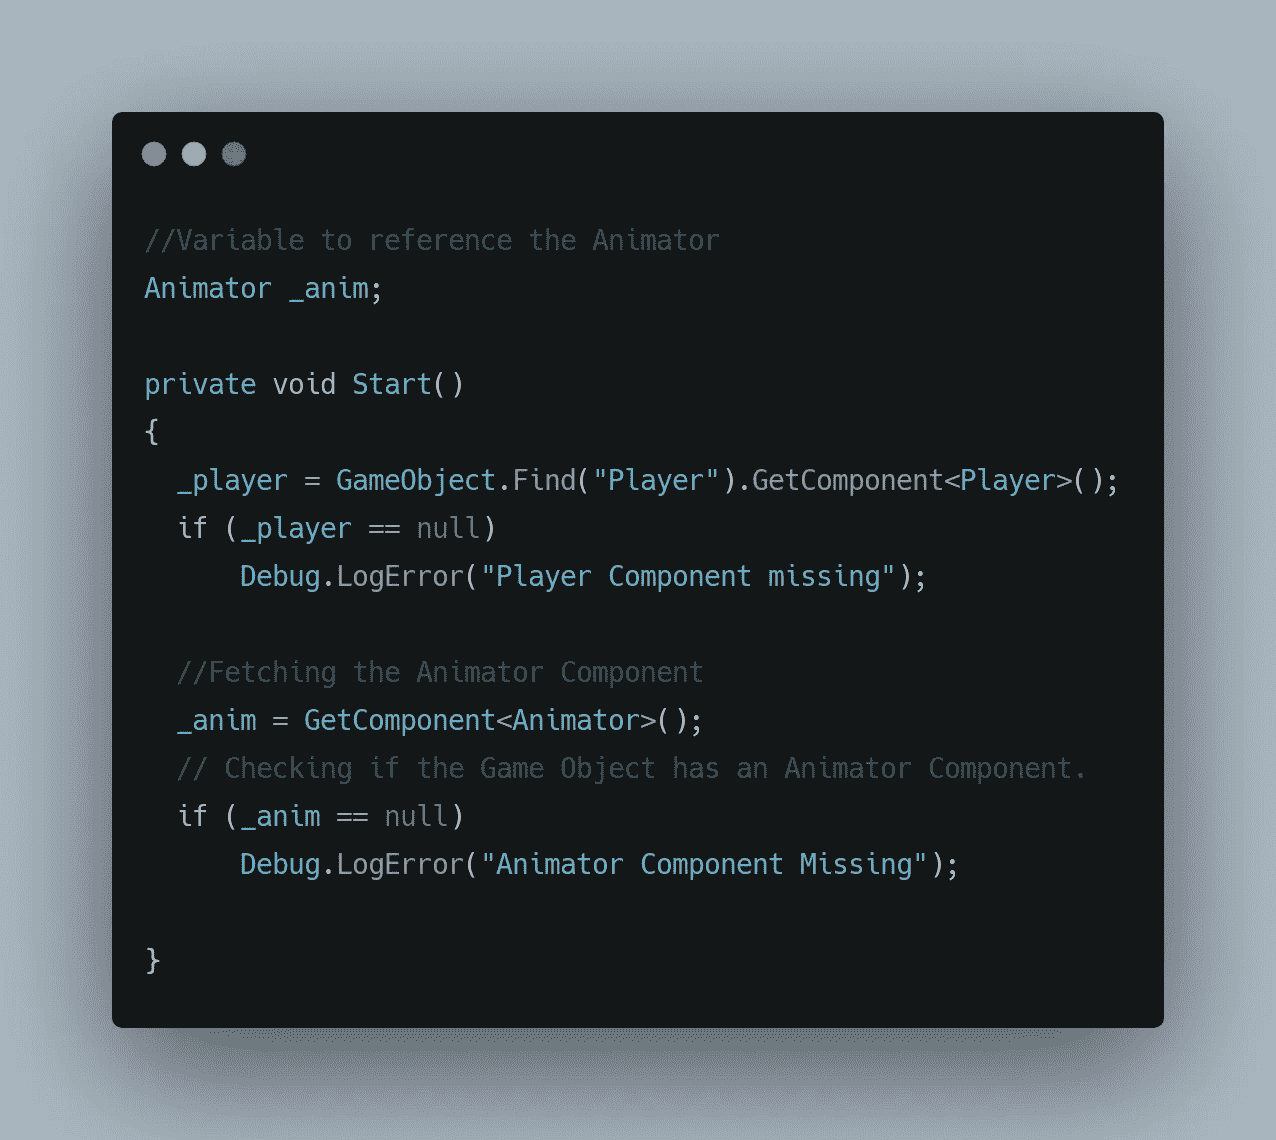 //Variable to reference the Animator
Animator _anim;
private void Start()
{
_player = GameObject.Find("Player").GetComponent<Player>();
if (_player == null)
Debug.LogError("Player Component missing");
//Fetching the Animator Component
_anim = GetComponent<Animator>();
// Checking if the Game Object has an Animator Component.
if (_anim == null)
Debug.LogError("Animator Component Missing");
}